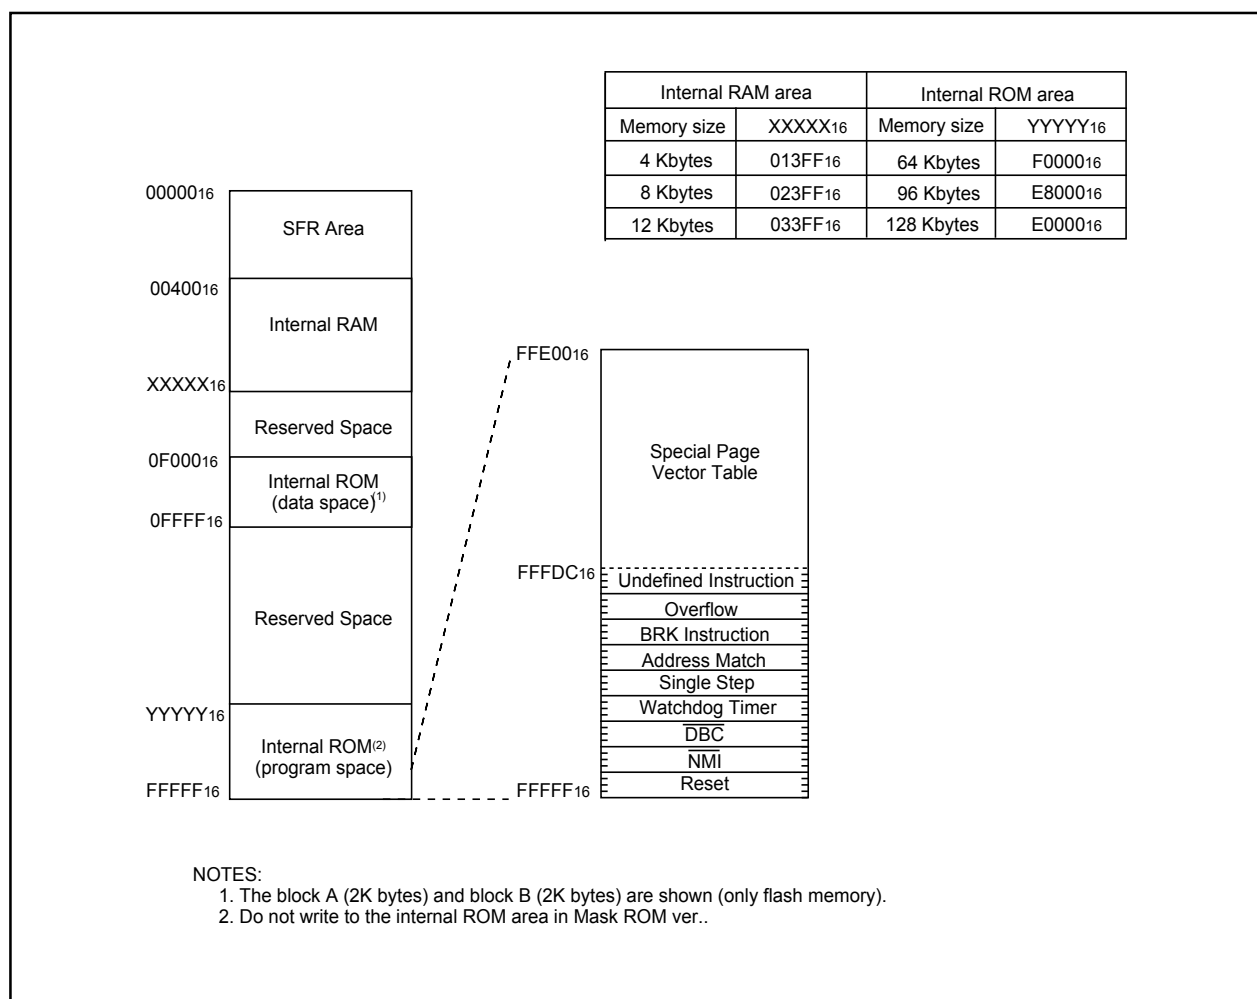 Internal RAM area Internal ROM area
Memory size XXXXX16 Memory size YYYYY16
4 Kbytes 013FF16 64 Kbytes F000016
8 Kbytes 023FF16 96 Kbytes E800016
12 Kbytes 033FF16 128 Kbytes E000016
0000016
SFR Area
0040016
Internal RAM
XXXXX16
Reserved Space
0F00016
Internal ROM
(data space)(1)
0FFFF16
Reserved Space
YYYYY16
Internal ROM(2)
(program space)
FFFFF16
FFE0016
Special Page
Vector Table
FFFDC16
Undefined Instruction
Overflow
BRK Instruction
Address Match
Single Step
Watchdog Timer
DBC
NMI
Reset
FFFFF16
NOTES:
1. The block A (2K bytes) and block B (2K bytes) are shown (only flash memory).
2. Do not write to the internal ROM area in Mask ROM ver..